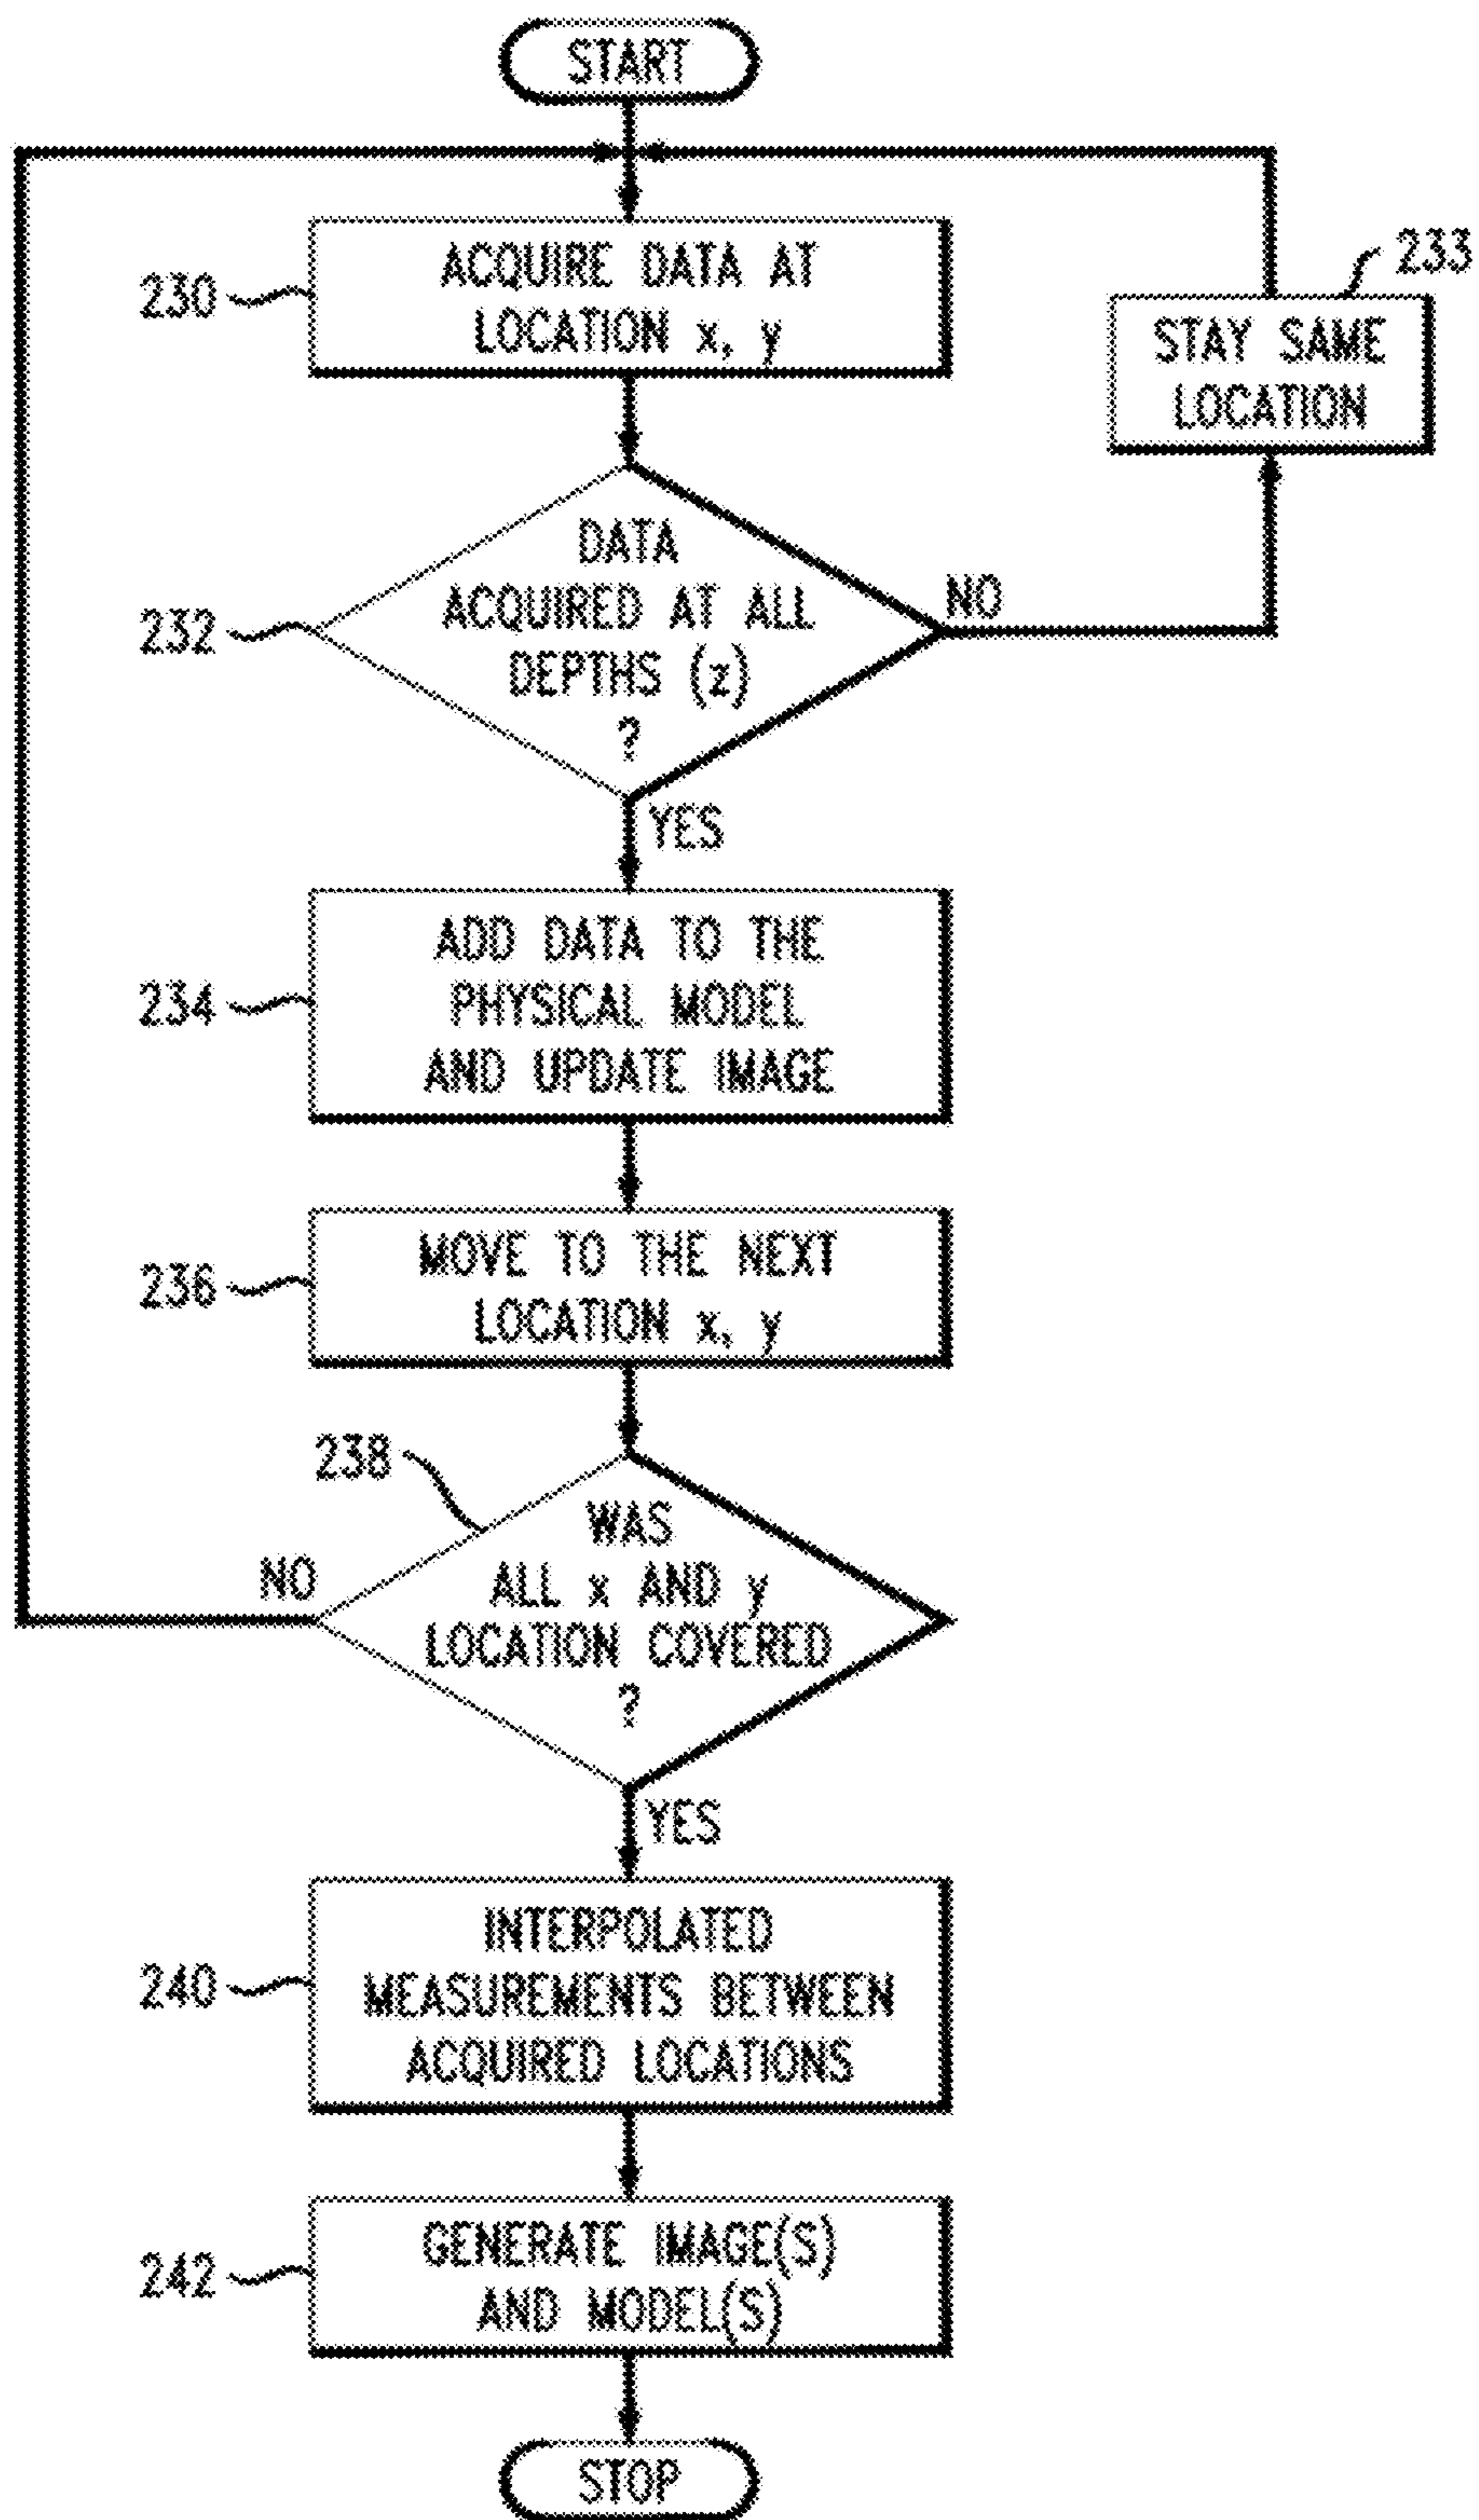 START
ACQUIRE DATA AT
LOCATION x, y
230
233
STAY SAME
LOCATION
DATA
ACQUIRED AT ALL
DEPTHS (z)
?
232
NO
YES
ADD DATA TO THE
PHYSICAL MODEL
AND UPDATE IMAGE
234
MOVE TO THE NEXT
LOCATION x, y
236
238
WAS
ALL x AND y
LOCATION COVERED
?
NO
YES
INTERPOLATED
MEASUREMENTS BETWEEN
ACQUIRED LOCATIONS
240
GENERATE IMAGE(S)
AND MODEL(S)
242
STOP